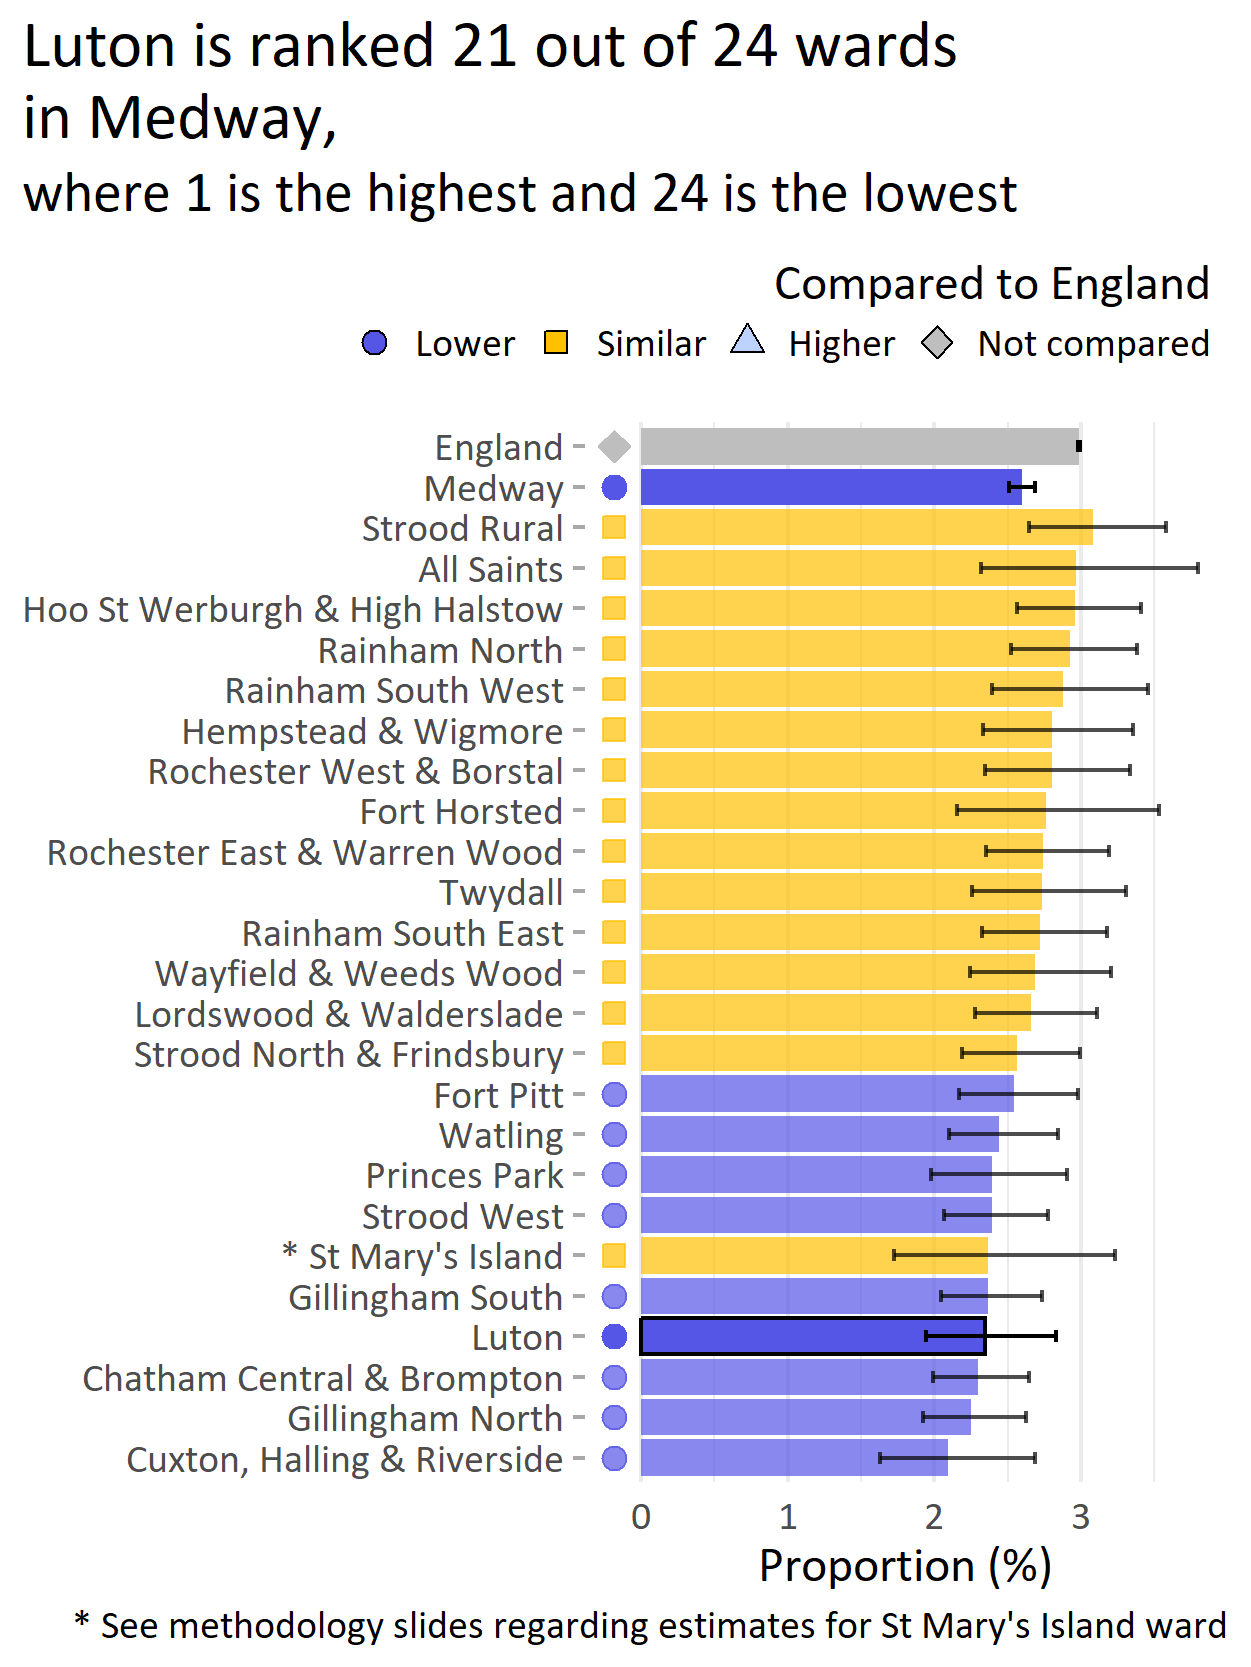 Luton is ranked 21 out of 24 wards
in Medway,
where 1 is the highest and 24 is the lowest
Compared to England
Lower Similar Higher Not compared
England
Medway
Strood Rural
All Saints
Hoo St Werburgh & High Halstow
Rainham North
Rainham South West
Hempstead & Wigmore
Rochester West & Borstal
Fort Horsted
Rochester East & Warren Wood
Twydall
Rainham South East
Wayfield & Weeds Wood
Lordswood & Walderslade
Strood North & Frindsbury
Fort Pitt
Watling
Princes Park
Strood West
* St Mary's Island
Gillingham South
Luton
Chatham Central & Brompton
Gillingham North
Cuxton, Halling & Riverside
0 1 2 3
Proportion (%)
* See methodology slides regarding estimates for St Mary's Island ward